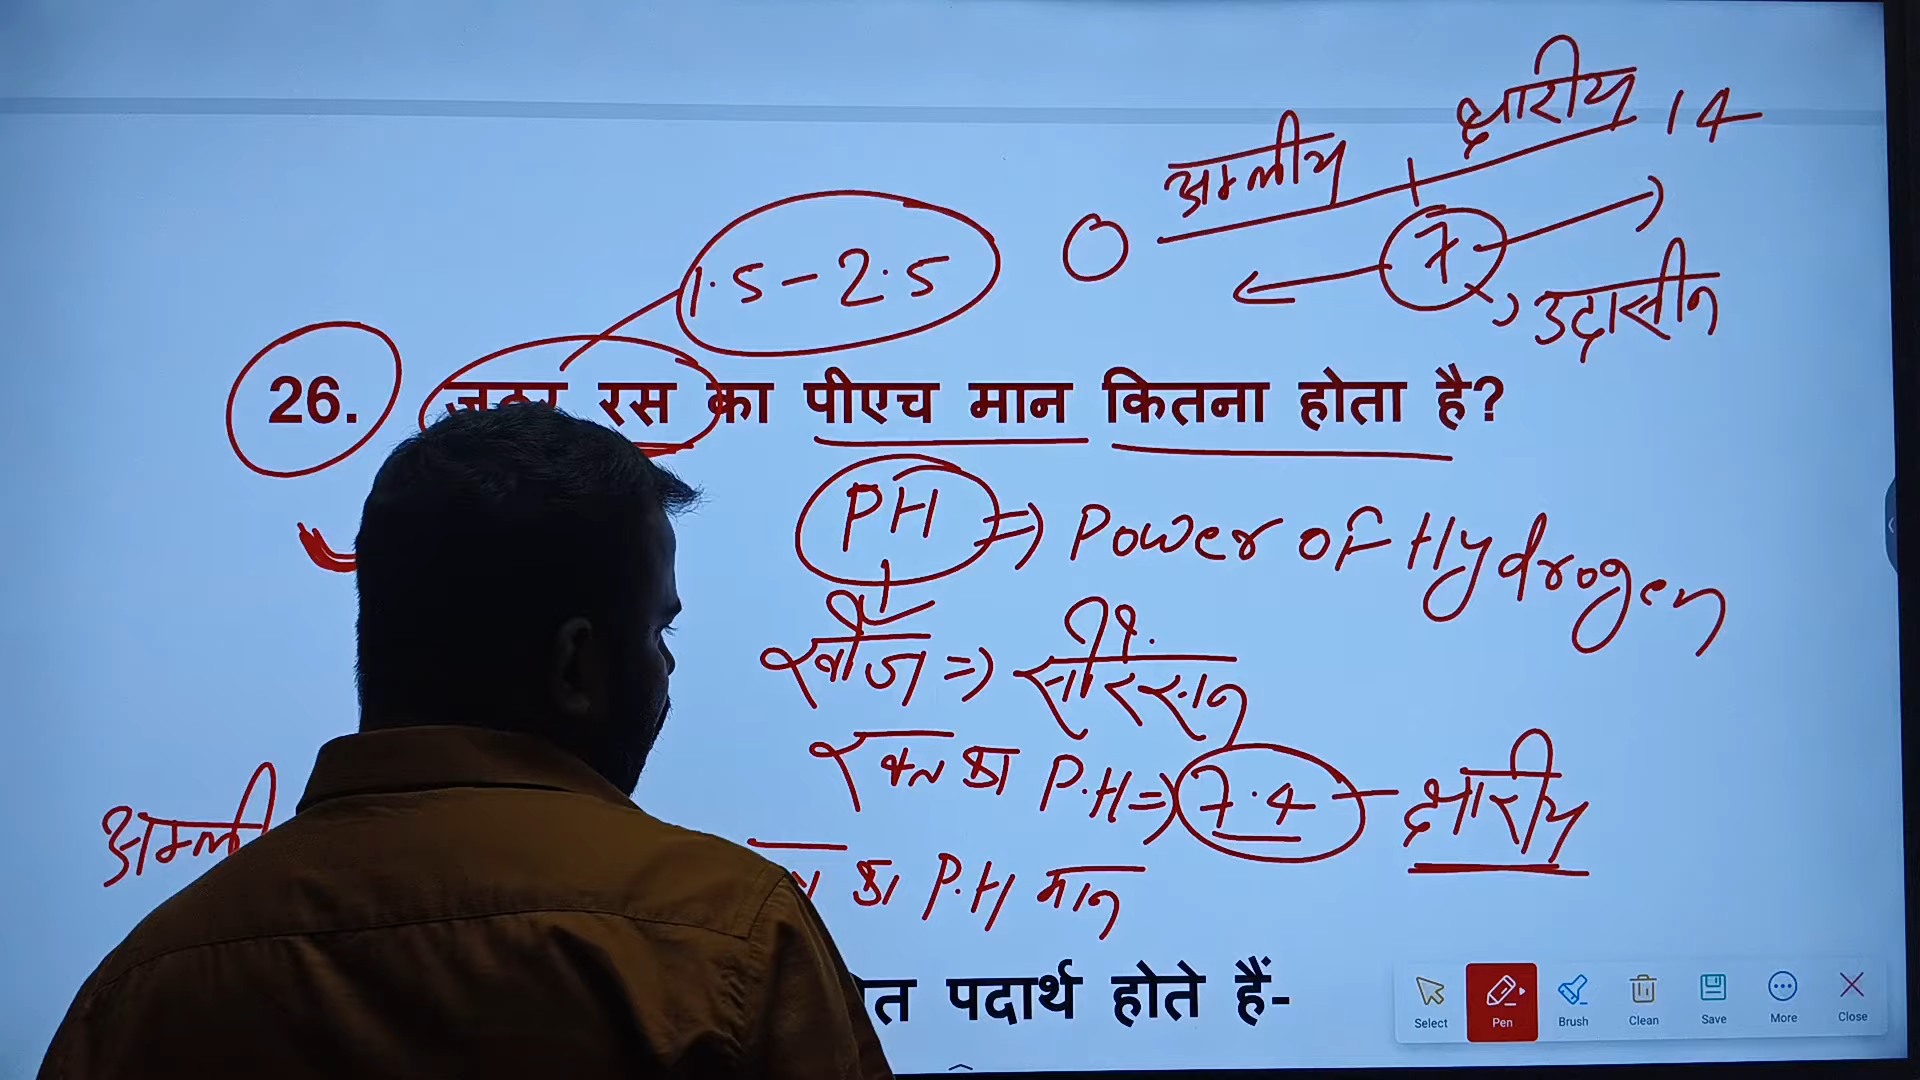 क्षारीय 14
अम्लीय
0
7
उदासीन
1.5-2.5
26. जठर रस का पीएच मान कितना होता है?
PH => Power of Hydrogen
खोज => सॉरेन्सन
रक्त का P.H => 7.4 - क्षारीय
अम्ली
का P.H मान
पदार्थ होते हैं-
Select Pen Brush Clean Save More Close